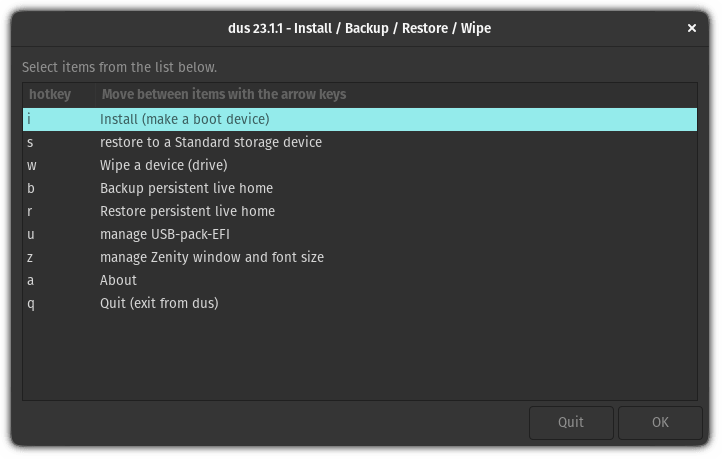 dus 23.1.1 - Install / Backup / Restore / Wipe ×
Select items from the list below.
hotkey Move between items with the arrow keys
i Install (make a boot device)
s restore to a Standard storage device
w Wipe a device (drive)
b Backup persistent live home
r Restore persistent live home
u manage USB-pack-EFI
z manage Zenity window and font size
a About
q Quit (exit from dus)
Quit OK